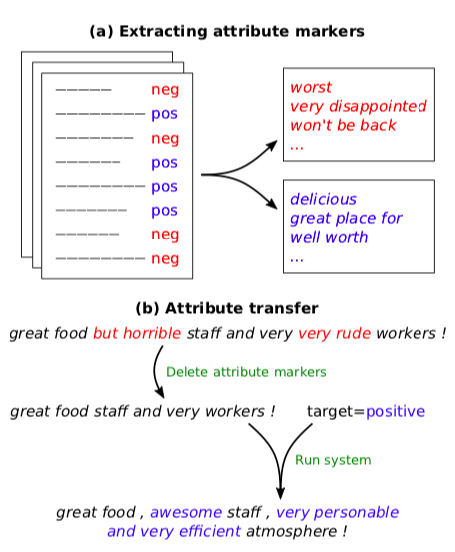 (a) Extracting attribute markers
neg
pos
neg
pos
pos
pos
neg
neg
worst
very disappointed
won't be back
...
delicious
great place for
well worth
...
(b) Attribute transfer
great food but horrible staff and very very rude workers !
Delete attribute markers
great food staff and very workers !
target=positive
Run system
great food , awesome staff , very personable
and very efficient atmosphere !